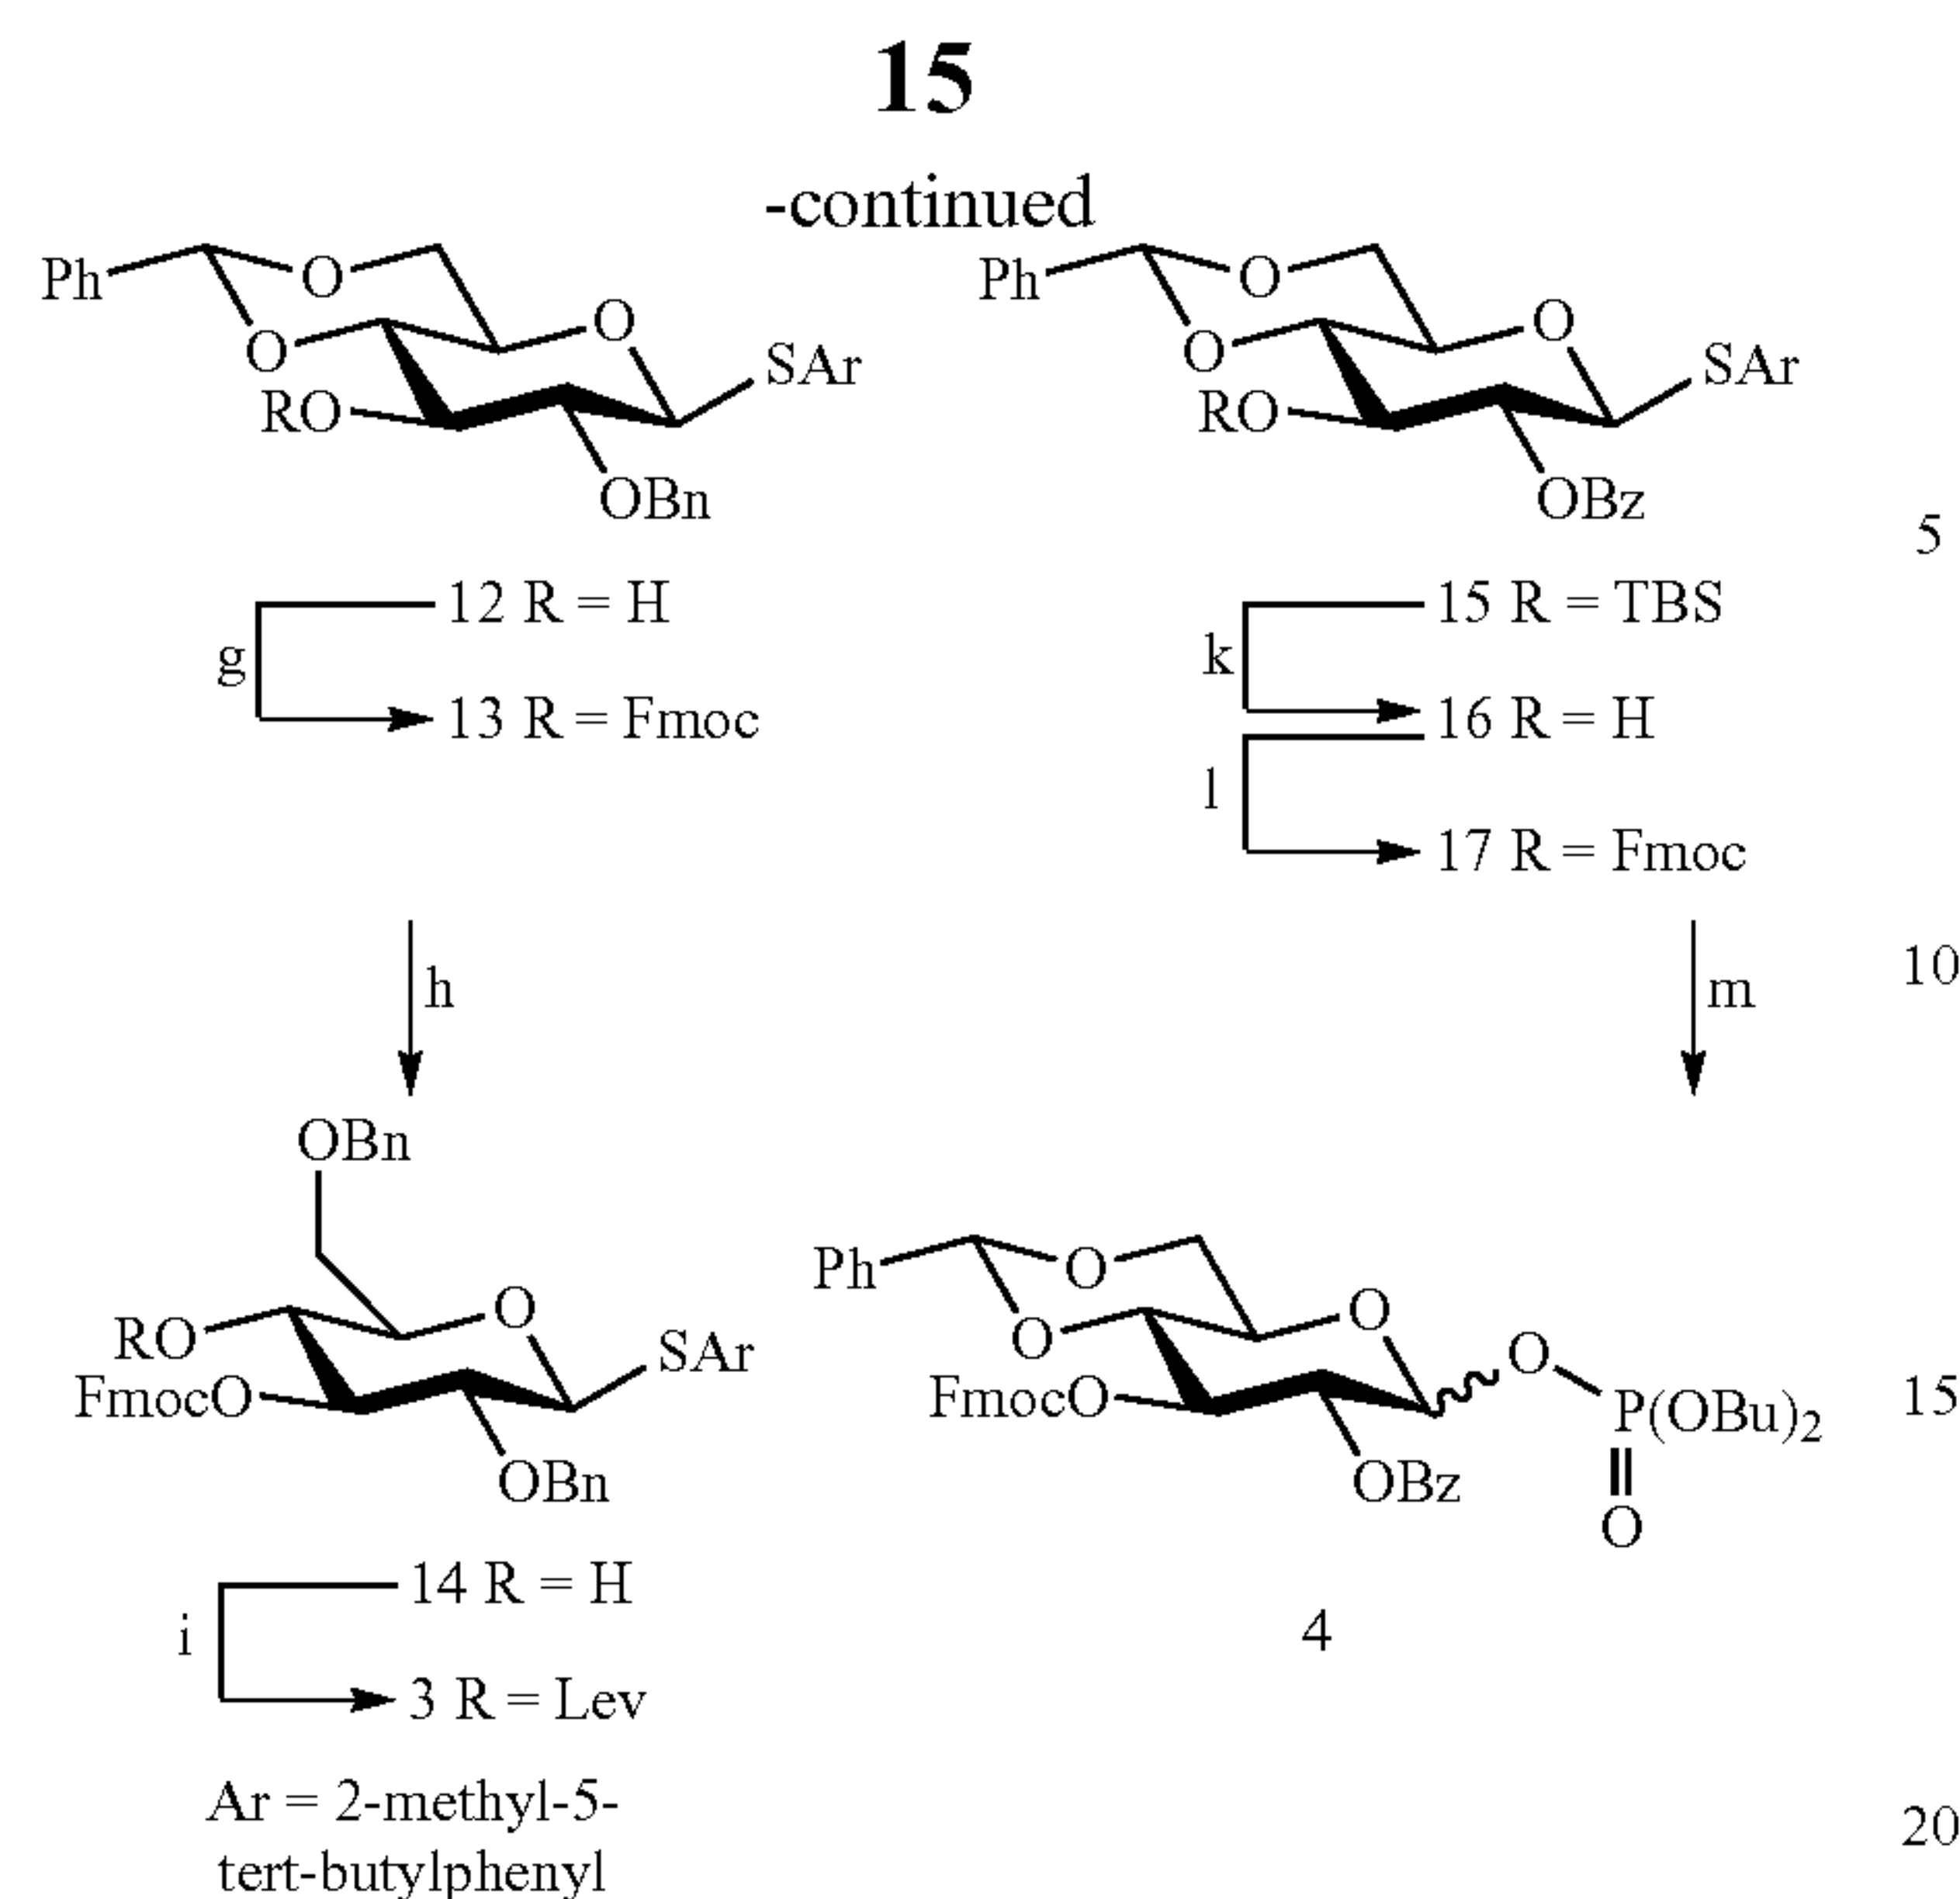 15
-continued
Ph
O
O
O
SAr
RO
OBn
12 R = H
g
13 R = Fmoc
Ph
O
O
O
SAr
RO
OBz
15 R = TBS
k
16 R = H
l
17 R = Fmoc
5
h
m
10
OBn
O
SAr
RO
FmocO
OBn
14 R = H
i
3 R = Lev
Ar = 2-methyl-5-
tert-butylphenyl
Ph
O
O
O
O
FmocO
P(OBu)2
OBz
O
4
15
20